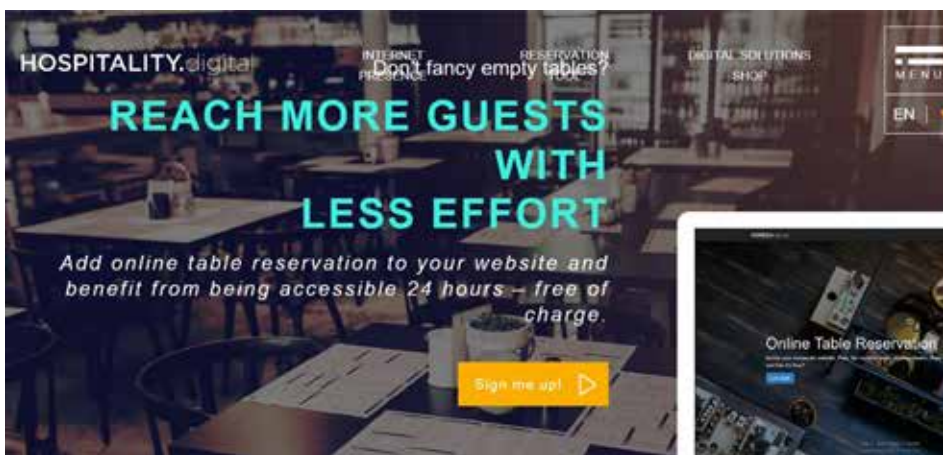 HOSPITALITY.digital
INTERNET
PRESENCE
RESERVATION
TOOL
DIGITAL SOLUTIONS
SHOP
MENU
EN |
Don't fancy empty tables?
REACH MORE GUESTS
WITH
LESS EFFORT
Add online table reservation to your website and
benefit from being accessible 24 hours – free of
charge.
Sign me up!
Online Table Reservation